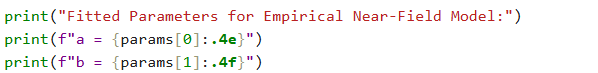 print("Fitted Parameters for Empirical Near-Field Model:")
print(f"a = {params[0]:.4e}")
print(f"b = {params[1]:.4f}")